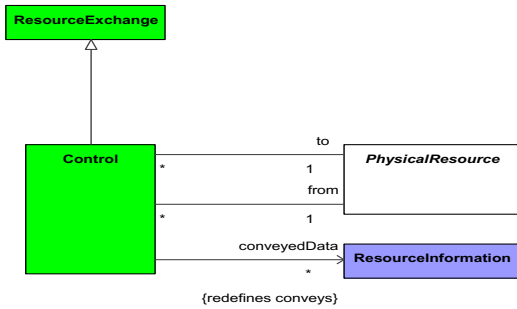 ResourceExchange
to
Control
PhysicalResource
* 1
from
* 1
conveyedData
ResourceInformation
*
{redefines conveys}